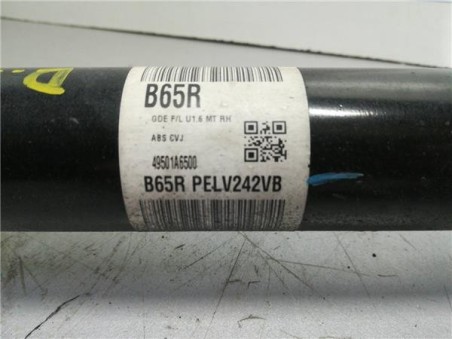 B65R
GDE P/L U1.6 MT RH
ABS CVJ
49501A6500
B65R PELV242VB